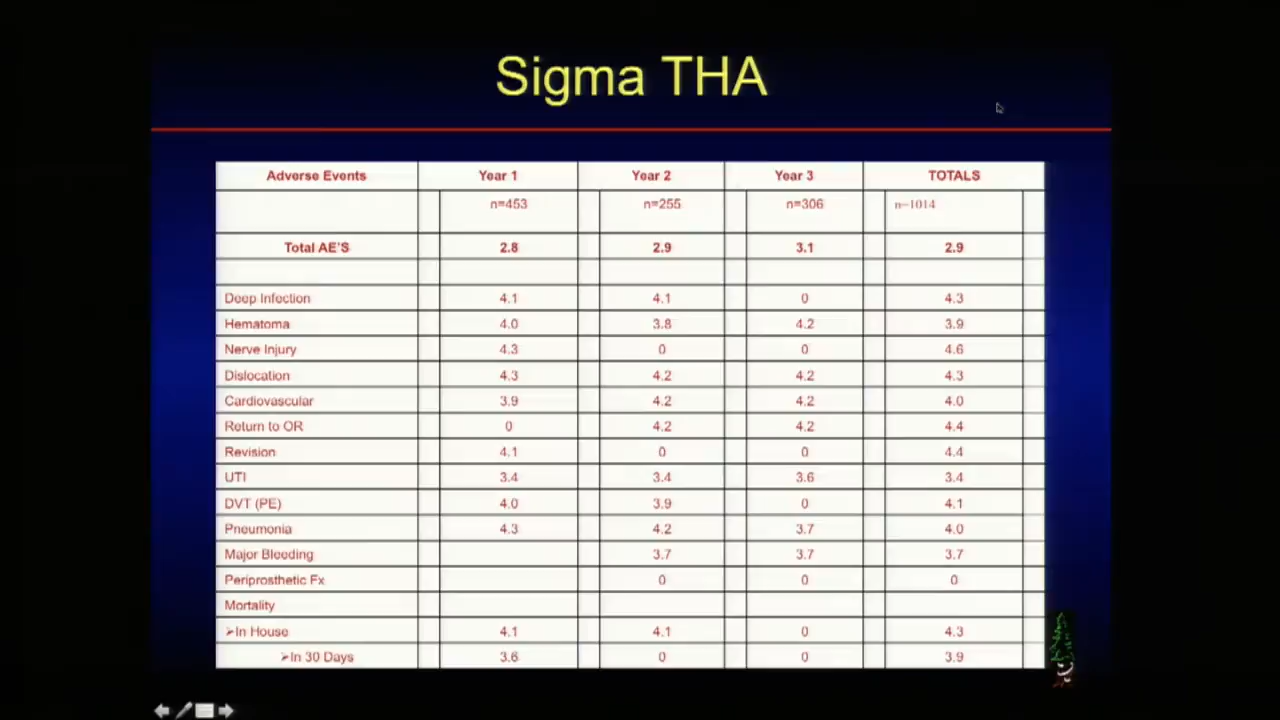 Sigma THA
Adverse Events Year 1 Year 2 Year 3 TOTALS
n=453 n=255 n=306 n=1014
Total AE'S 2.8 2.9 3.1 2.9
Deep Infection 4.1 4.1 0 4.3
Hematoma 4.0 3.8 4.2 3.9
Nerve Injury 4.3 0 0 4.6
Dislocation 4.3 4.2 4.2 4.3
Cardiovascular 3.9 4.2 4.2 4.0
Return to OR 0 4.2 4.2 4.4
Revision 4.1 0 0 4.4
UTI 3.4 3.4 3.6 3.4
DVT (PE) 4.0 3.9 0 4.1
Pneumonia 4.3 4.2 3.7 4.0
Major Bleeding 3.7 3.7 3.7
Periprosthetic Fx 0 0 0
Mortality
➢In House 4.1 4.1 0 4.3
➢In 30 Days 3.6 0 0 3.9